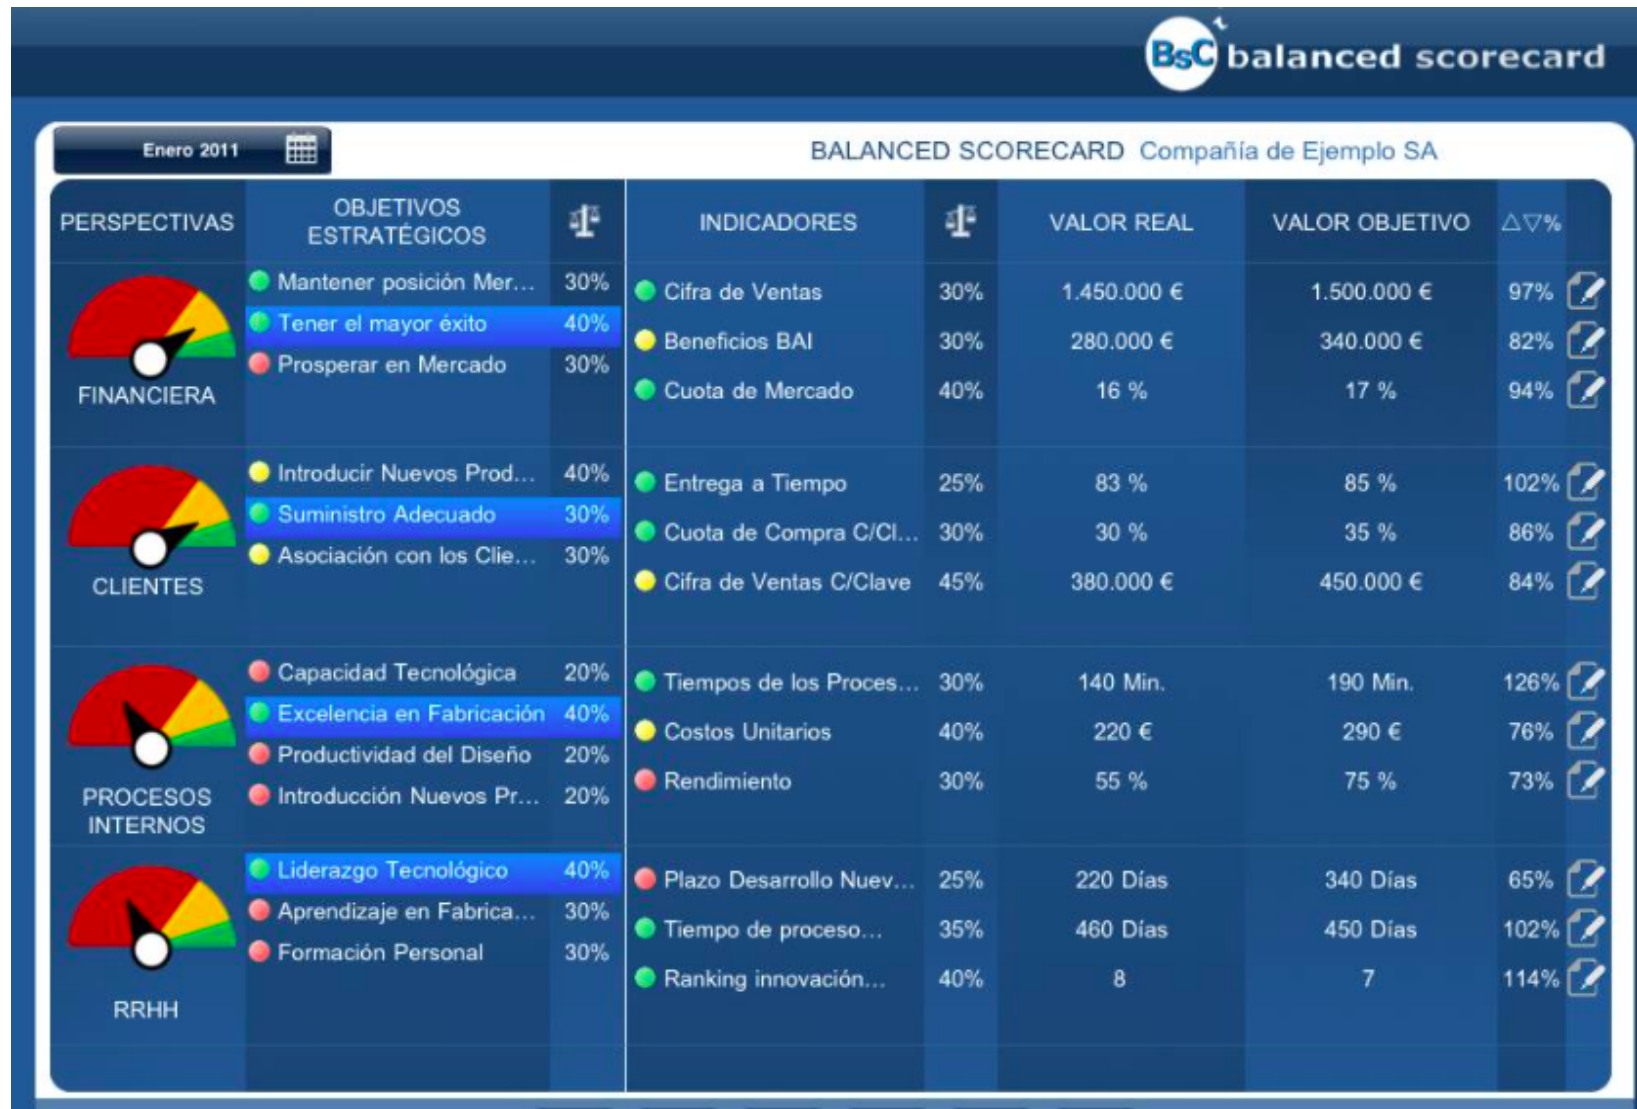 BsC balanced scorecard
Enero 2011
BALANCED SCORECARD Compañía de Ejemplo SA
PERSPECTIVAS OBJETIVOS ESTRATÉGICOS INDICADORES VALOR REAL VALOR OBJETIVO △▽%
FINANCIERA
Mantener posición Mer... 30%
Tener el mayor éxito 40%
Prosperar en Mercado 30%
Cifra de Ventas 30% 1.450.000 € 1.500.000 € 97%
Beneficios BAI 30% 280.000 € 340.000 € 82%
Cuota de Mercado 40% 16 % 17 % 94%
CLIENTES
Introducir Nuevos Prod... 40%
Suministro Adecuado 30%
Asociación con los Clie... 30%
Entrega a Tiempo 25% 83 % 85 % 102%
Cuota de Compra C/Cl... 30% 30 % 35 % 86%
Cifra de Ventas C/Clave 45% 380.000 € 450.000 € 84%
PROCESOS
INTERNOS
Capacidad Tecnológica 20%
Excelencia en Fabricación 40%
Productividad del Diseño 20%
Introducción Nuevos Pr... 20%
Tiempos de los Proces... 30% 140 Min. 190 Min. 126%
Costos Unitarios 40% 220 € 290 € 76%
Rendimiento 30% 55 % 75 % 73%
RRHH
Liderazgo Tecnológico 40%
Aprendizaje en Fabrica... 30%
Formación Personal 30%
Plazo Desarrollo Nuev... 25% 220 Días 340 Días 65%
Tiempo de proceso... 35% 460 Días 450 Días 102%
Ranking innovación... 40% 8 7 114%